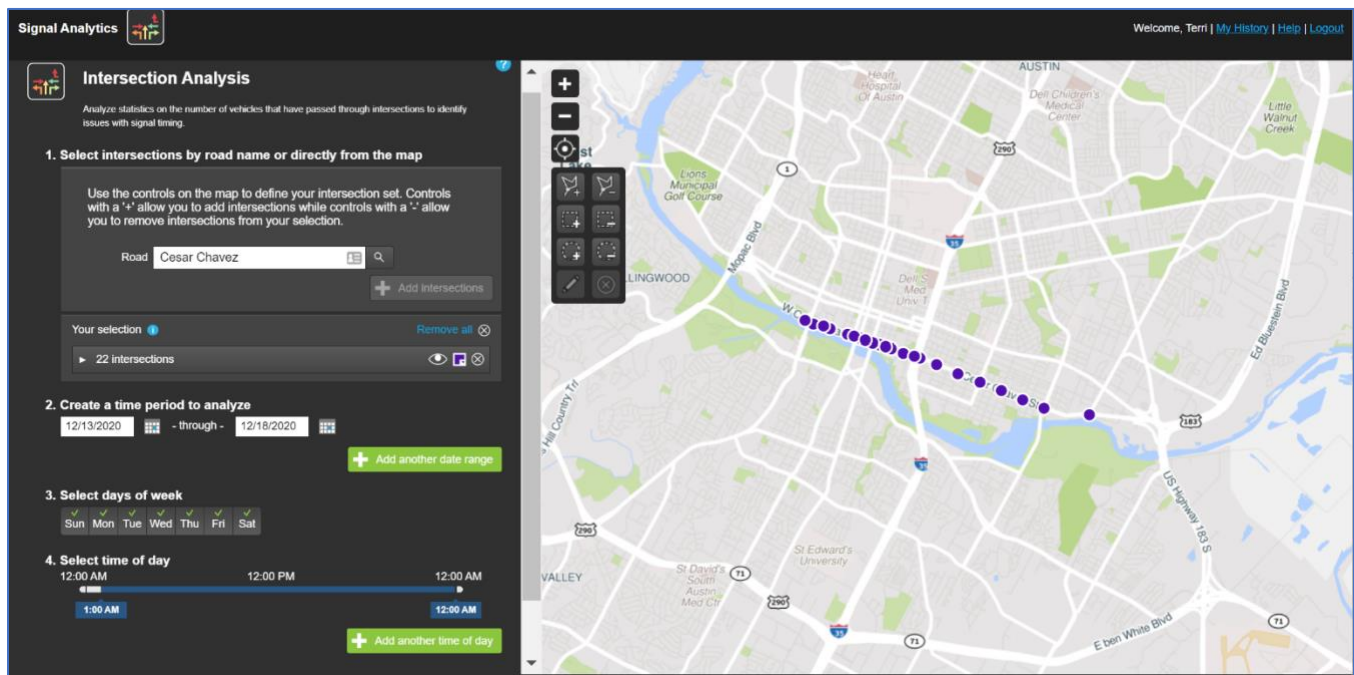 Signal Analytics
Welcome, Terri | My History | Help | Logout
Intersection Analysis
?
Analyze statistics on the number of vehicles that have passed through intersections to identify
issues with signal timing.
1. Select intersections by road name or directly from the map
Use the controls on the map to define your intersection set. Controls
with a '+' allow you to add intersections while controls with a '-' allow
you to remove intersections from your selection.
Road Cesar Chavez
Add Intersections
Your selection
Remove all
22 intersections
2. Create a time period to analyze
12/13/2020 - through - 12/18/2020
Add another date range
3. Select days of week
Sun Mon Tue Wed Thu Fri Sat
4. Select time of day
12:00 AM 12:00 PM 12:00 AM
1:00 AM 12:00 AM
Add another time of day
AUSTIN
Heart
Hospital
Of Austin
Dell Children's
Medical
Center
Little
Walnut
Creek
290
1
Lions
Municipal
Golf Course
Mopac Blvd
35
LLINGWOOD
Dell S
Med
Univ T
Ed Bluestein Blvd
W C
Cesar Chavez St
183
Hill Country Trl
35
US Highway 183 S
290
St Edward's
University
VALLEY
St David's
South
Austin
Med Ctr
71
290
35
71
71
E ben White Blvd